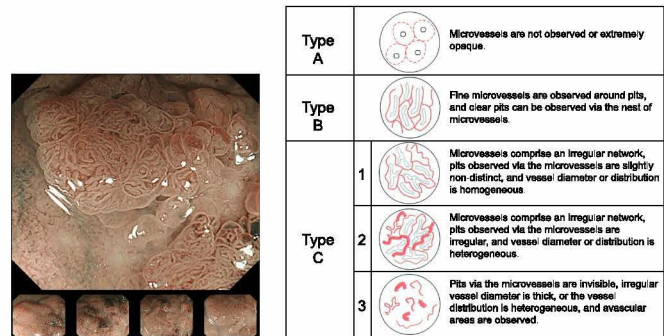 Type
A
Microvessels are not observed or extremely
opaque.
Type
B
Fine microvessels are observed around pits,
and clear pits can be observed via the nest of
microvessels.
Type
C
1
Microvessels comprise an irregular network,
pits observed via the microvessels are slightly
non-distinct, and vessel diameter or distribution
is homogeneous.
2
Microvessels comprise an irregular network,
pits observed via the microvessels are
irregular, and vessel diameter or distribution is
heterogeneous.
3
Pits via the microvessels are invisible, irregular
vessel diameter is thick, or the vessel
distribution is heterogeneous, and avascular
areas are observed.